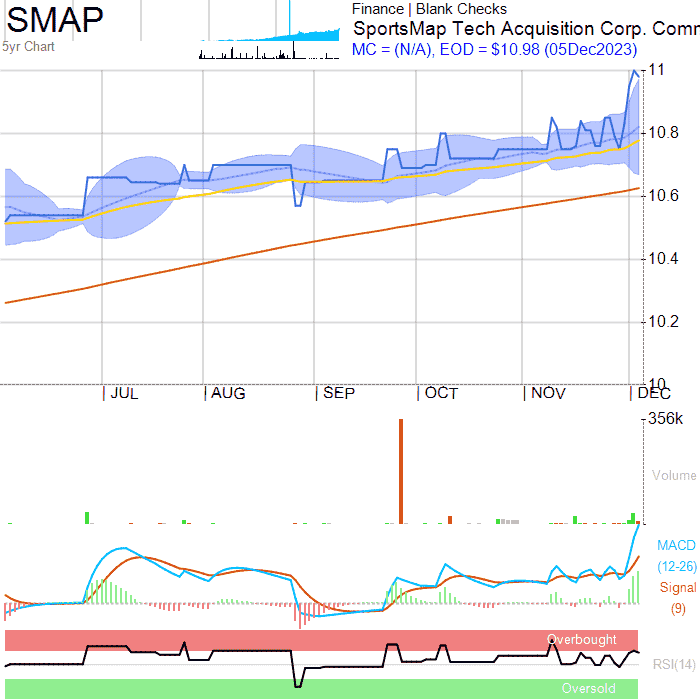 SMAP
5yr Chart
Finance | Blank Checks
SportsMap Tech Acquisition Corp. Comm
MC = (N/A), EOD = $10.98 (05Dec2023)
11
10.8
10.6
10.4
10.2
10
JUL AUG SEP OCT NOV DEC
356k
Volume
MACD
(12-26)
Signal
(9)
Overbought
RSI(14)
Oversold